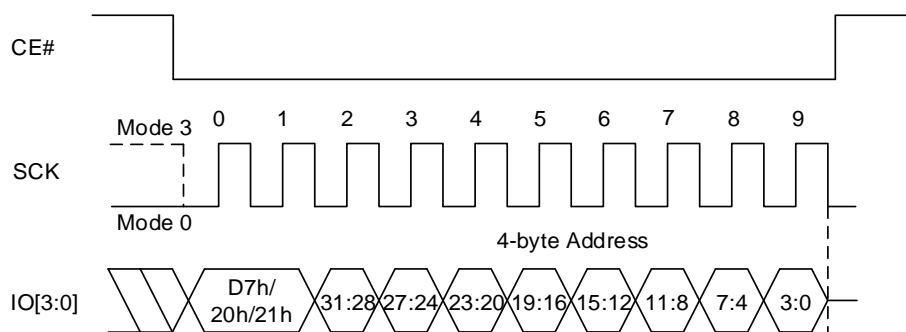 CE#
Mode 3
0 1 2 3 4 5 6 7 8 9
SCK
Mode 0
4-byte Address
IO[3:0]
D7h/
20h/21h
31:28 27:24 23:20 19:16 15:12 11:8 7:4 3:0